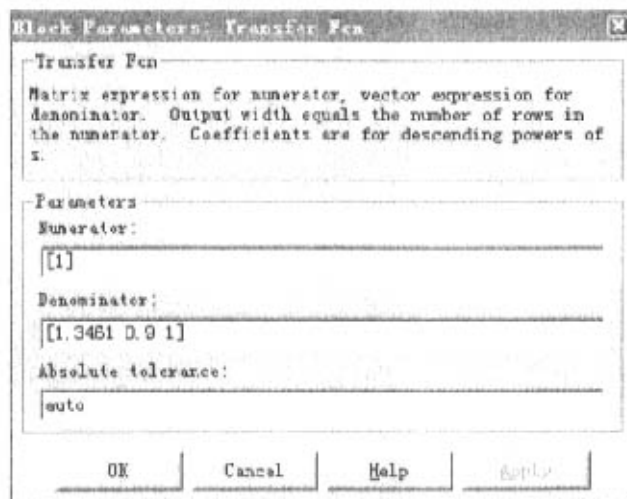 Block Parameters: Transfer Fcn
Transfer Fcn
Matrix expression for numerator, vector expression for
denominator. Output width equals the number of rows in
the numerator. Coefficients are for descending powers of
s.
Parameters
Numerator:
[1]
Denominator:
[1.3461 0.9 1]
Absolute tolerance:
auto
OK
Cancel
Help
Apply